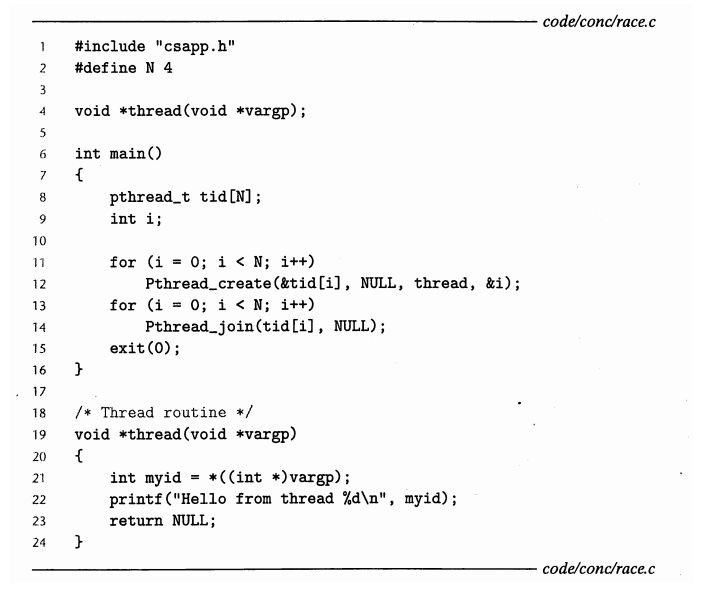 code/conc/race.c
1 #include "csapp.h"
2 #define N 4
3
4 void *thread(void *vargp);
5
6 int main()
7 {
8     pthread_t tid[N];
9     int i;
10
11     for (i = 0; i < N; i++)
12         Pthread_create(&tid[i], NULL, thread, &i);
13     for (i = 0; i < N; i++)
14         Pthread_join(tid[i], NULL);
15     exit(0);
16 }
17
18 /* Thread routine */
19 void *thread(void *vargp)
20 {
21     int myid = *((int *)vargp);
22     printf("Hello from thread %d\n", myid);
23     return NULL;
24 }
code/conc/race.c